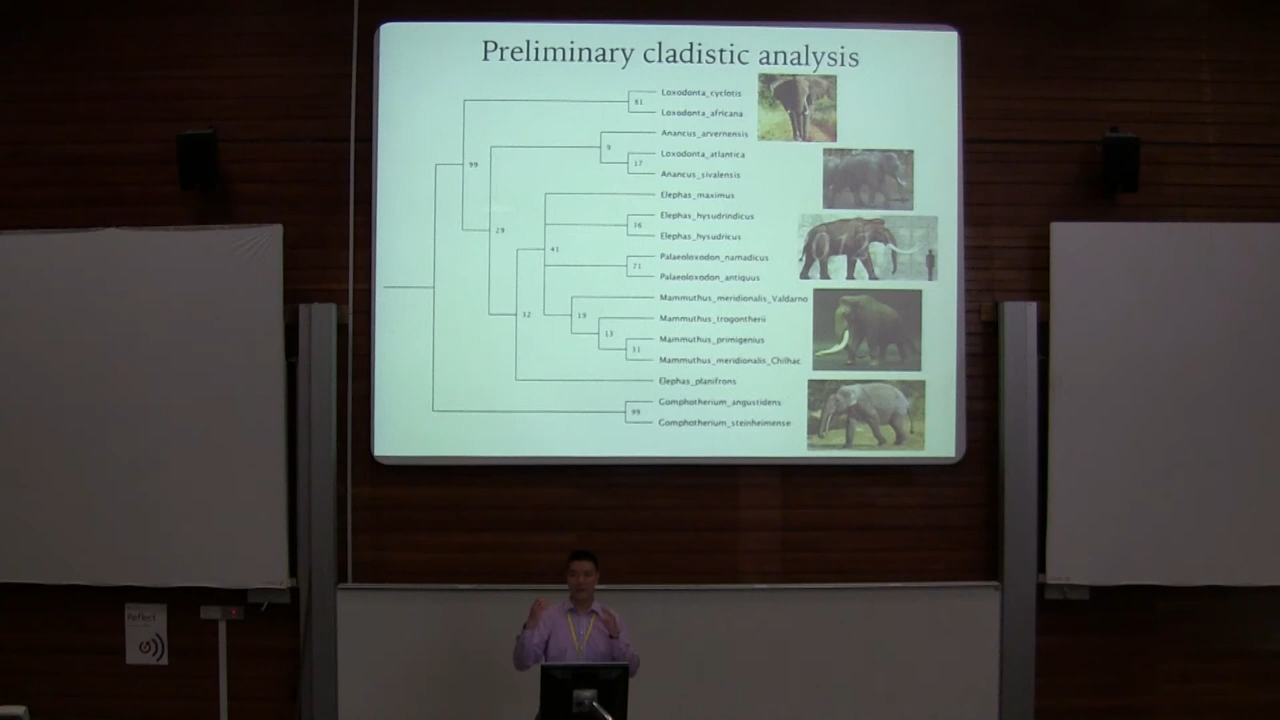 Preliminary cladistic analysis
Loxodonta_cyclotis
81
Loxodonta_africana
Anancus_arvernensis
9
Loxodonta_atlantica
99
17
Anancus_sivalensis
Elephas_maximus
Elephas_hysudrindicus
36
29
Elephas_hysudricus
41
Palaeoloxodon_namadicus
71
Palaeoloxodon_antiquus
Mammuthus_meridionalis_Valdarno
32
19
Mammuthus_trogontherii
13
Mammuthus_primigenius
31
Mammuthus_meridionalis_Chilhac
Elephas_planifrons
Gomphotherium_angustidens
99
Gomphotherium_steinheimense
Reflect